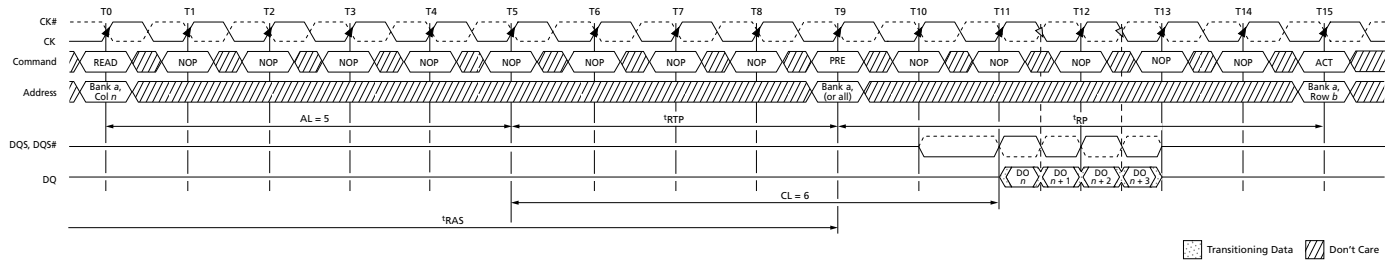 T0 T1 T2 T3 T4 T5 T6 T7 T8 T9 T10 T11 T12 T13 T14 T15
CK#
CK
Command READ NOP NOP NOP NOP NOP NOP NOP NOP PRE NOP NOP NOP NOP NOP ACT
Address Bank a, Col n Bank a, (or all) Bank a, Row b
AL = 5 tRTP tRP
DQS, DQS#
DQ DO n DO n + 1 DO n + 2 DO n + 3
CL = 6
tRAS
Transitioning Data Don't Care